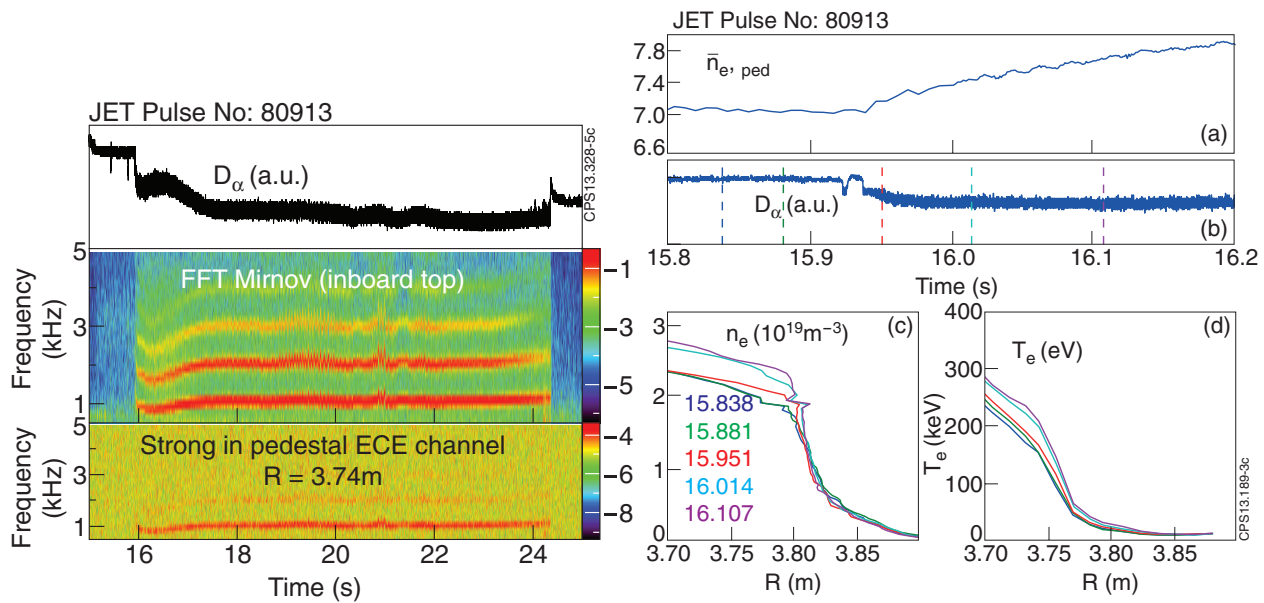 JET Pulse No: 80913
Dα (a.u.)
CPS13.328-5c
5
3
1
Frequency
(kHz)
FFT Mirnov (inboard top)
−1
−3
−5
−6
5
3
1
Frequency
(kHz)
Strong in pedestal ECE channel
R = 3.74m
−4
−6
−8
16 18 20 22 24
Time (s)
JET Pulse No: 80913
7.8
7.4
7.0
6.6
n̄e, ped
(a)
Dα (a.u.)
(b)
15.8 15.9 16.0 16.1 16.2
Time (s)
3
2
1
0
ne (10¹⁹m−³)
(c)
15.838
15.881
15.951
16.014
16.107
3.70 3.75 3.80 3.85
R (m)
400
300
200
100
0
Te (keV)
Te (eV)
(d)
3.70 3.75 3.80 3.85
R (m)
CPS13.189-3c